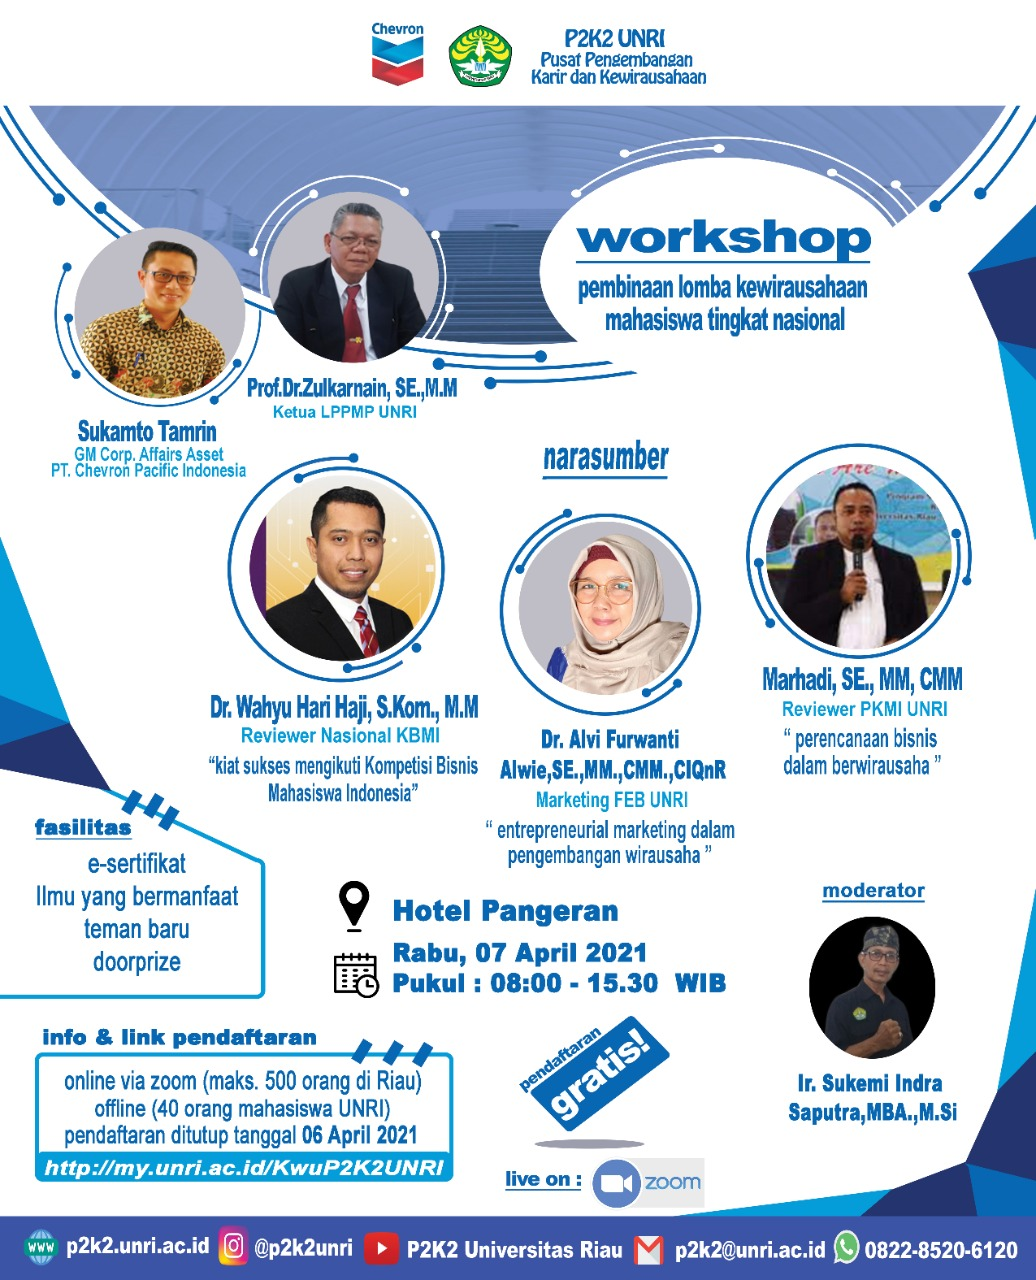 Chevron
P2K2 UNRI
Pusat Pengembangan
Karir dan Kewirausahaan
workshop
pembinaan lomba kewirausahaan
mahasiswa tingkat nasional
Prof.Dr.Zulkarnain, SE.,M.M
Ketua LPPMP UNRI
Sukamto Tamrin
GM Corp. Affairs Asset
PT. Chevron Pacific Indonesia
narasumber
Dr. Wahyu Hari Haji, S.Kom., M.M
Reviewer Nasional KBMI
“kiat sukses mengikuti Kompetisi Bisnis
Mahasiswa Indonesia”
Dr. Alvi Furwanti
Alwie,SE.,MM.,CMM.,CIQnR
Marketing FEB UNRI
“ entrepreneurial marketing dalam
pengembangan wirausaha ”
Marhadi, SE., MM, CMM
Reviewer PKMI UNRI
“ perencanaan bisnis
dalam berwirausaha ”
fasilitas
e-sertifikat
Ilmu yang bermanfaat
teman baru
doorprize
Hotel Pangeran
Rabu, 07 April 2021
Pukul : 08:00 - 15.30 WIB
moderator
Ir. Sukemi Indra
Saputra,MBA.,M.Si
info & link pendaftaran
online via zoom (maks. 500 orang di Riau)
offline (40 orang mahasiswa UNRI)
pendaftaran ditutup tanggal 06 April 2021
http://my.unri.ac.id/KwuP2K2UNRI
pendaftaran
gratis!
live on :
zoom
www p2k2.unri.ac.id @p2k2unri P2K2 Universitas Riau p2k2@unri.ac.id 0822-8520-6120